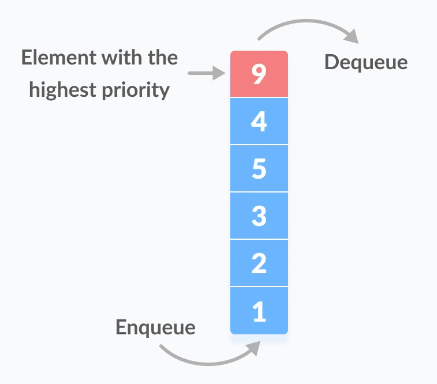 Element with the
highest priority
Dequeue
9
4
5
3
2
1
Enqueue